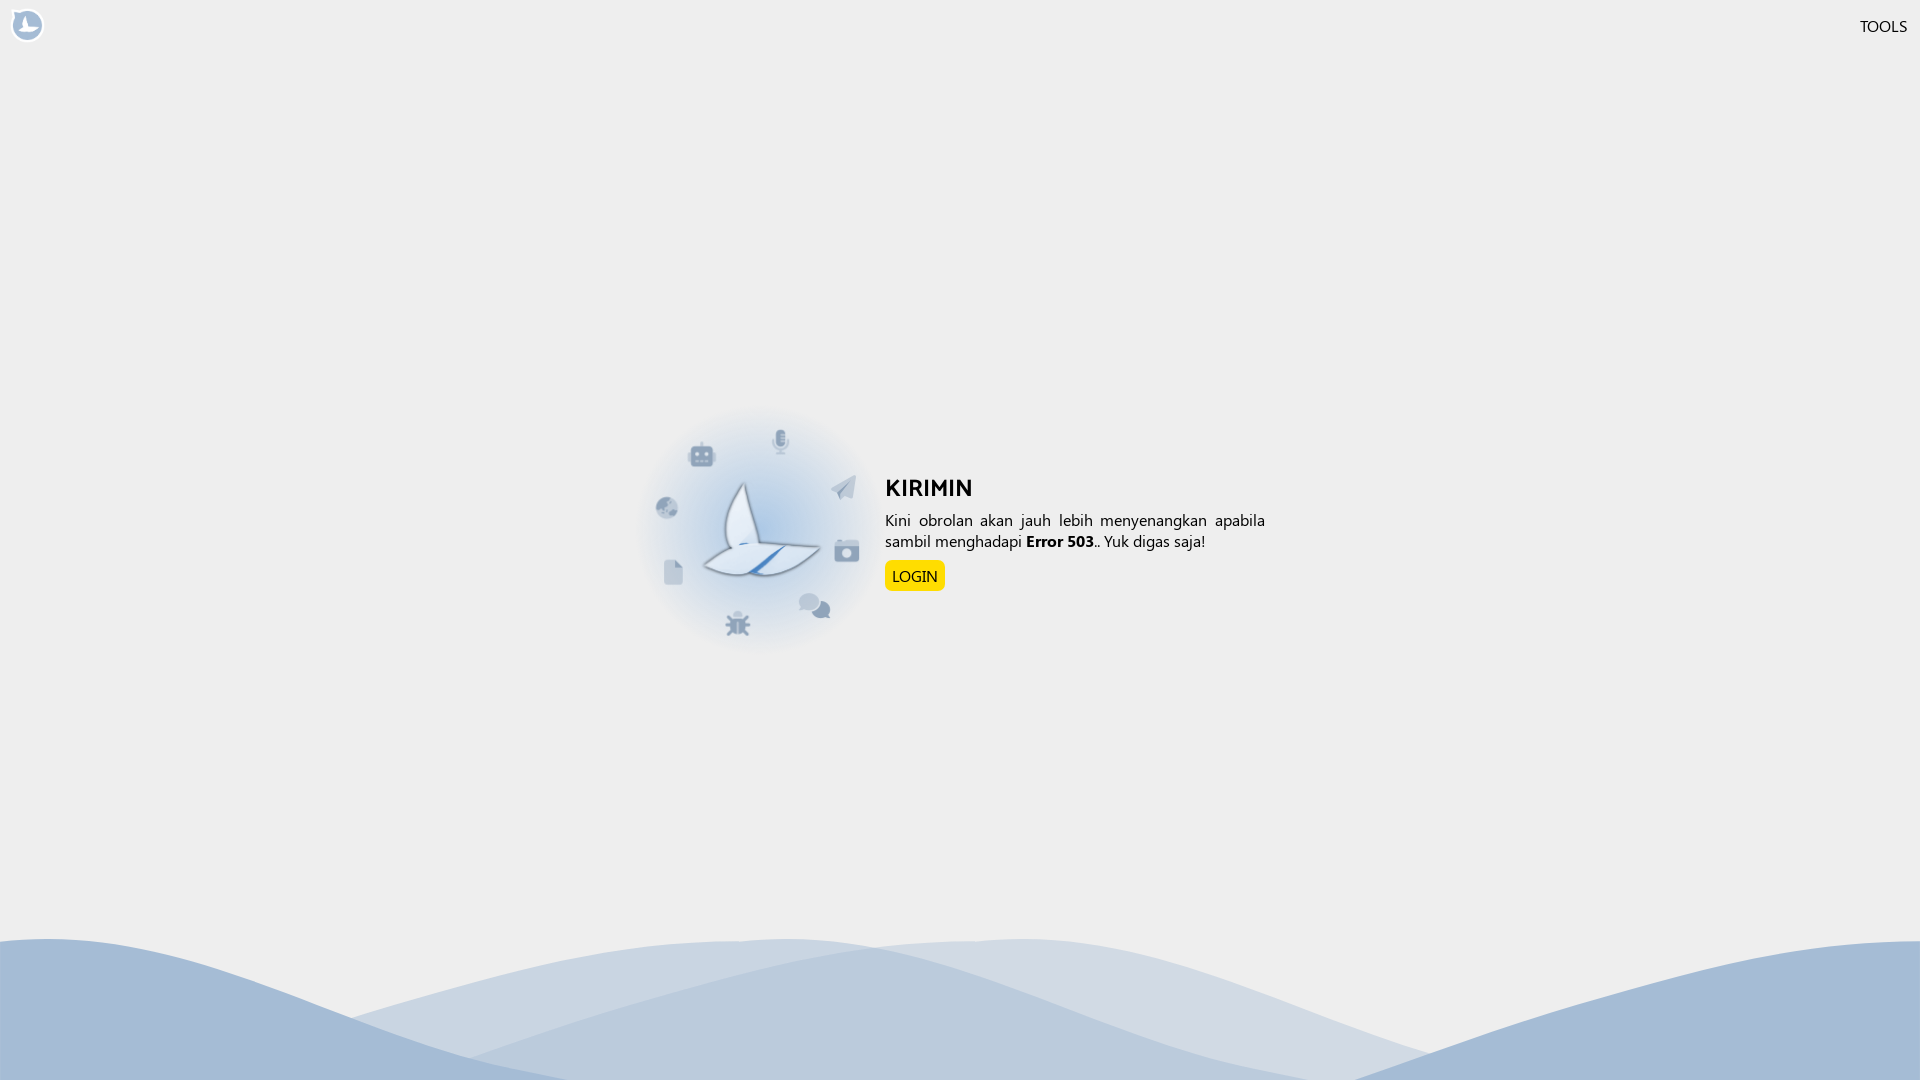 TOOLS
KIRIMIN
Kini obrolan akan jauh lebih menyenangkan apabila
sambil menghadapi Error 503.. Yuk digas saja!
LOGIN